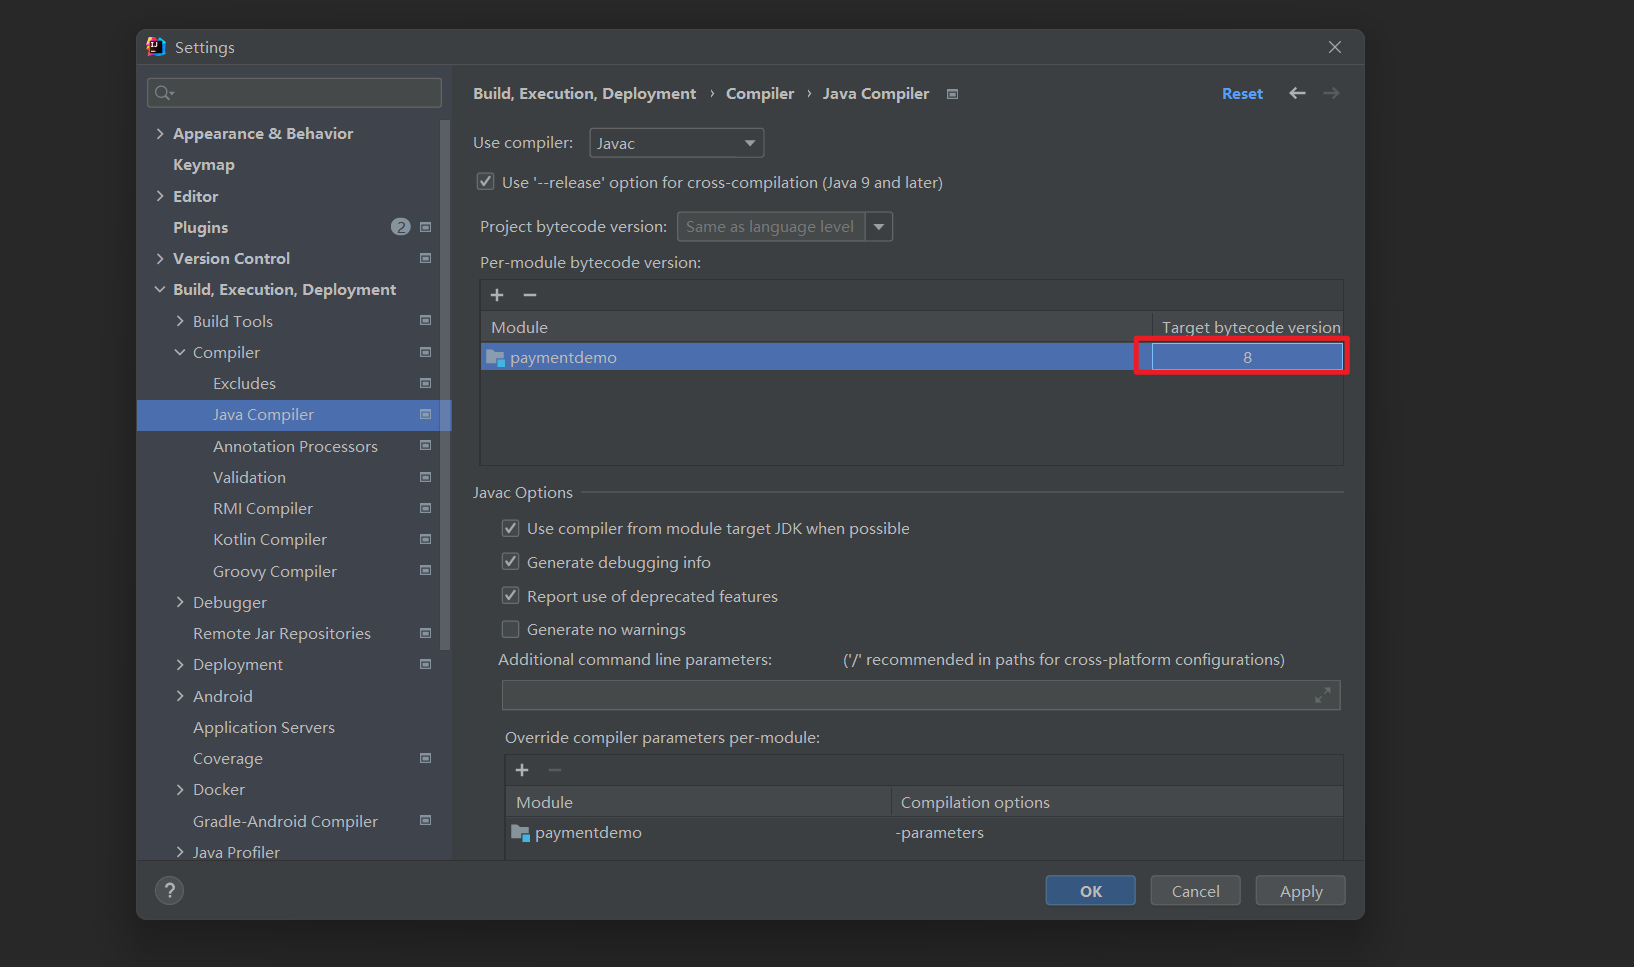 Settings
Appearance & Behavior
Keymap
Editor
Plugins 2
Version Control
Build, Execution, Deployment
Build Tools
Compiler
Excludes
Java Compiler
Annotation Processors
Validation
RMI Compiler
Kotlin Compiler
Groovy Compiler
Debugger
Remote Jar Repositories
Deployment
Android
Application Servers
Coverage
Docker
Gradle-Android Compiler
Java Profiler
Build, Execution, Deployment › Compiler › Java Compiler
Reset
Use compiler: Javac
Use '--release' option for cross-compilation (Java 9 and later)
Project bytecode version: Same as language level
Per-module bytecode version:
+ −
Module Target bytecode version
paymentdemo 8
Javac Options
Use compiler from module target JDK when possible
Generate debugging info
Report use of deprecated features
Generate no warnings
Additional command line parameters: ('/' recommended in paths for cross-platform configurations)
Override compiler parameters per-module:
+ −
Module Compilation options
paymentdemo -parameters
? OK Cancel Apply